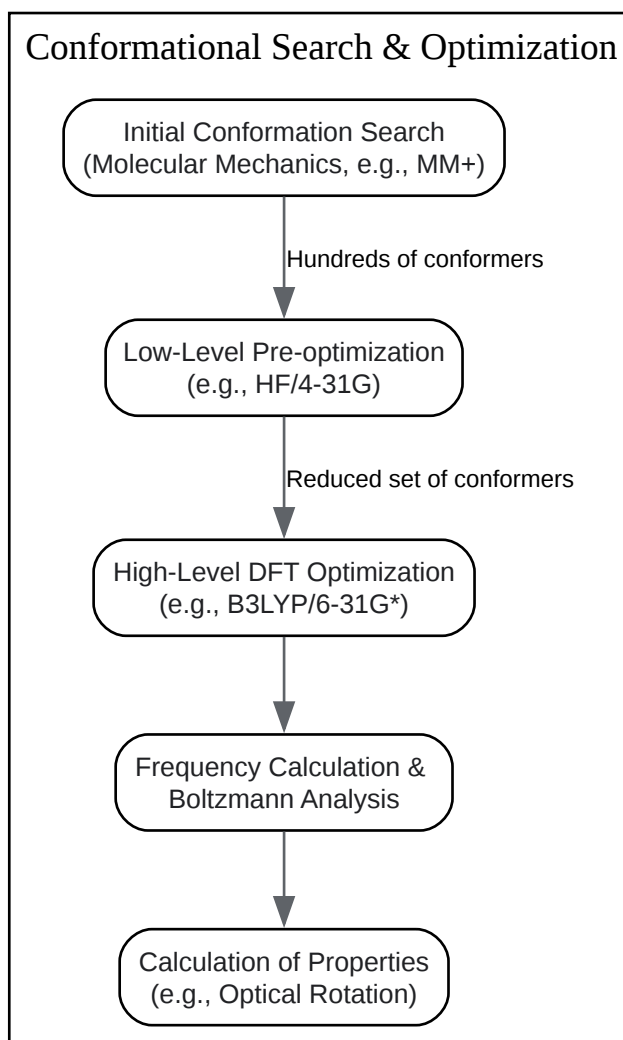 Conformational Search & Optimization
Initial Conformation Search
(Molecular Mechanics, e.g., MM+)
Hundreds of conformers
Low-Level Pre-optimization
(e.g., HF/4-31G)
Reduced set of conformers
High-Level DFT Optimization
(e.g., B3LYP/6-31G*)
Frequency Calculation &
Boltzmann Analysis
Calculation of Properties
(e.g., Optical Rotation)